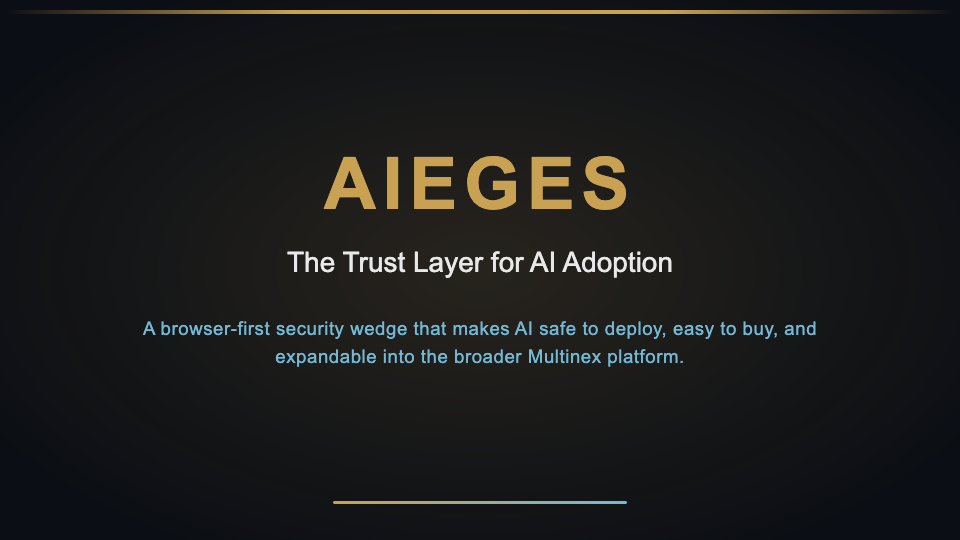 AIEGES
The Trust Layer for AI Adoption
A browser-first security wedge that makes AI safe to deploy, easy to buy, and
expandable into the broader Multinex platform.